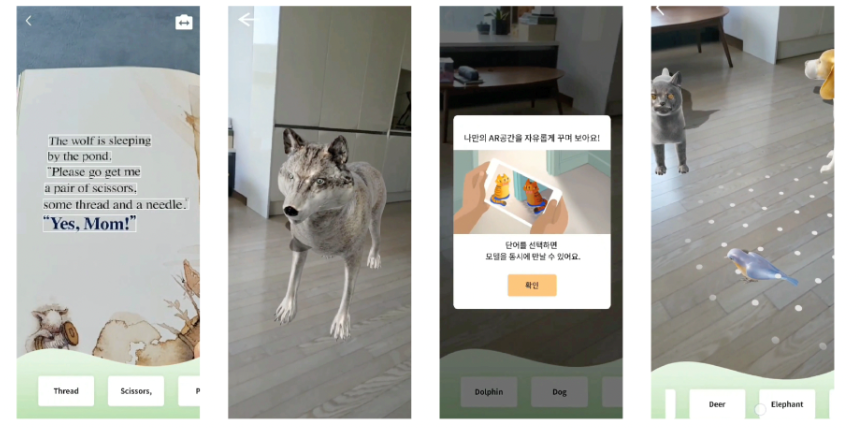 The wolf is sleeping
by the pond.
"Please go get me
a pair of scissors,
some thread and a needle."
"Yes, Mom!"
Thread
Scissors,
P
나만의 AR공간을 자유롭게 꾸며 보아요!
단어를 선택하면
모델을 동시에 만날 수 있어요.
확인
Dolphin
Dog
Deer
Elephant